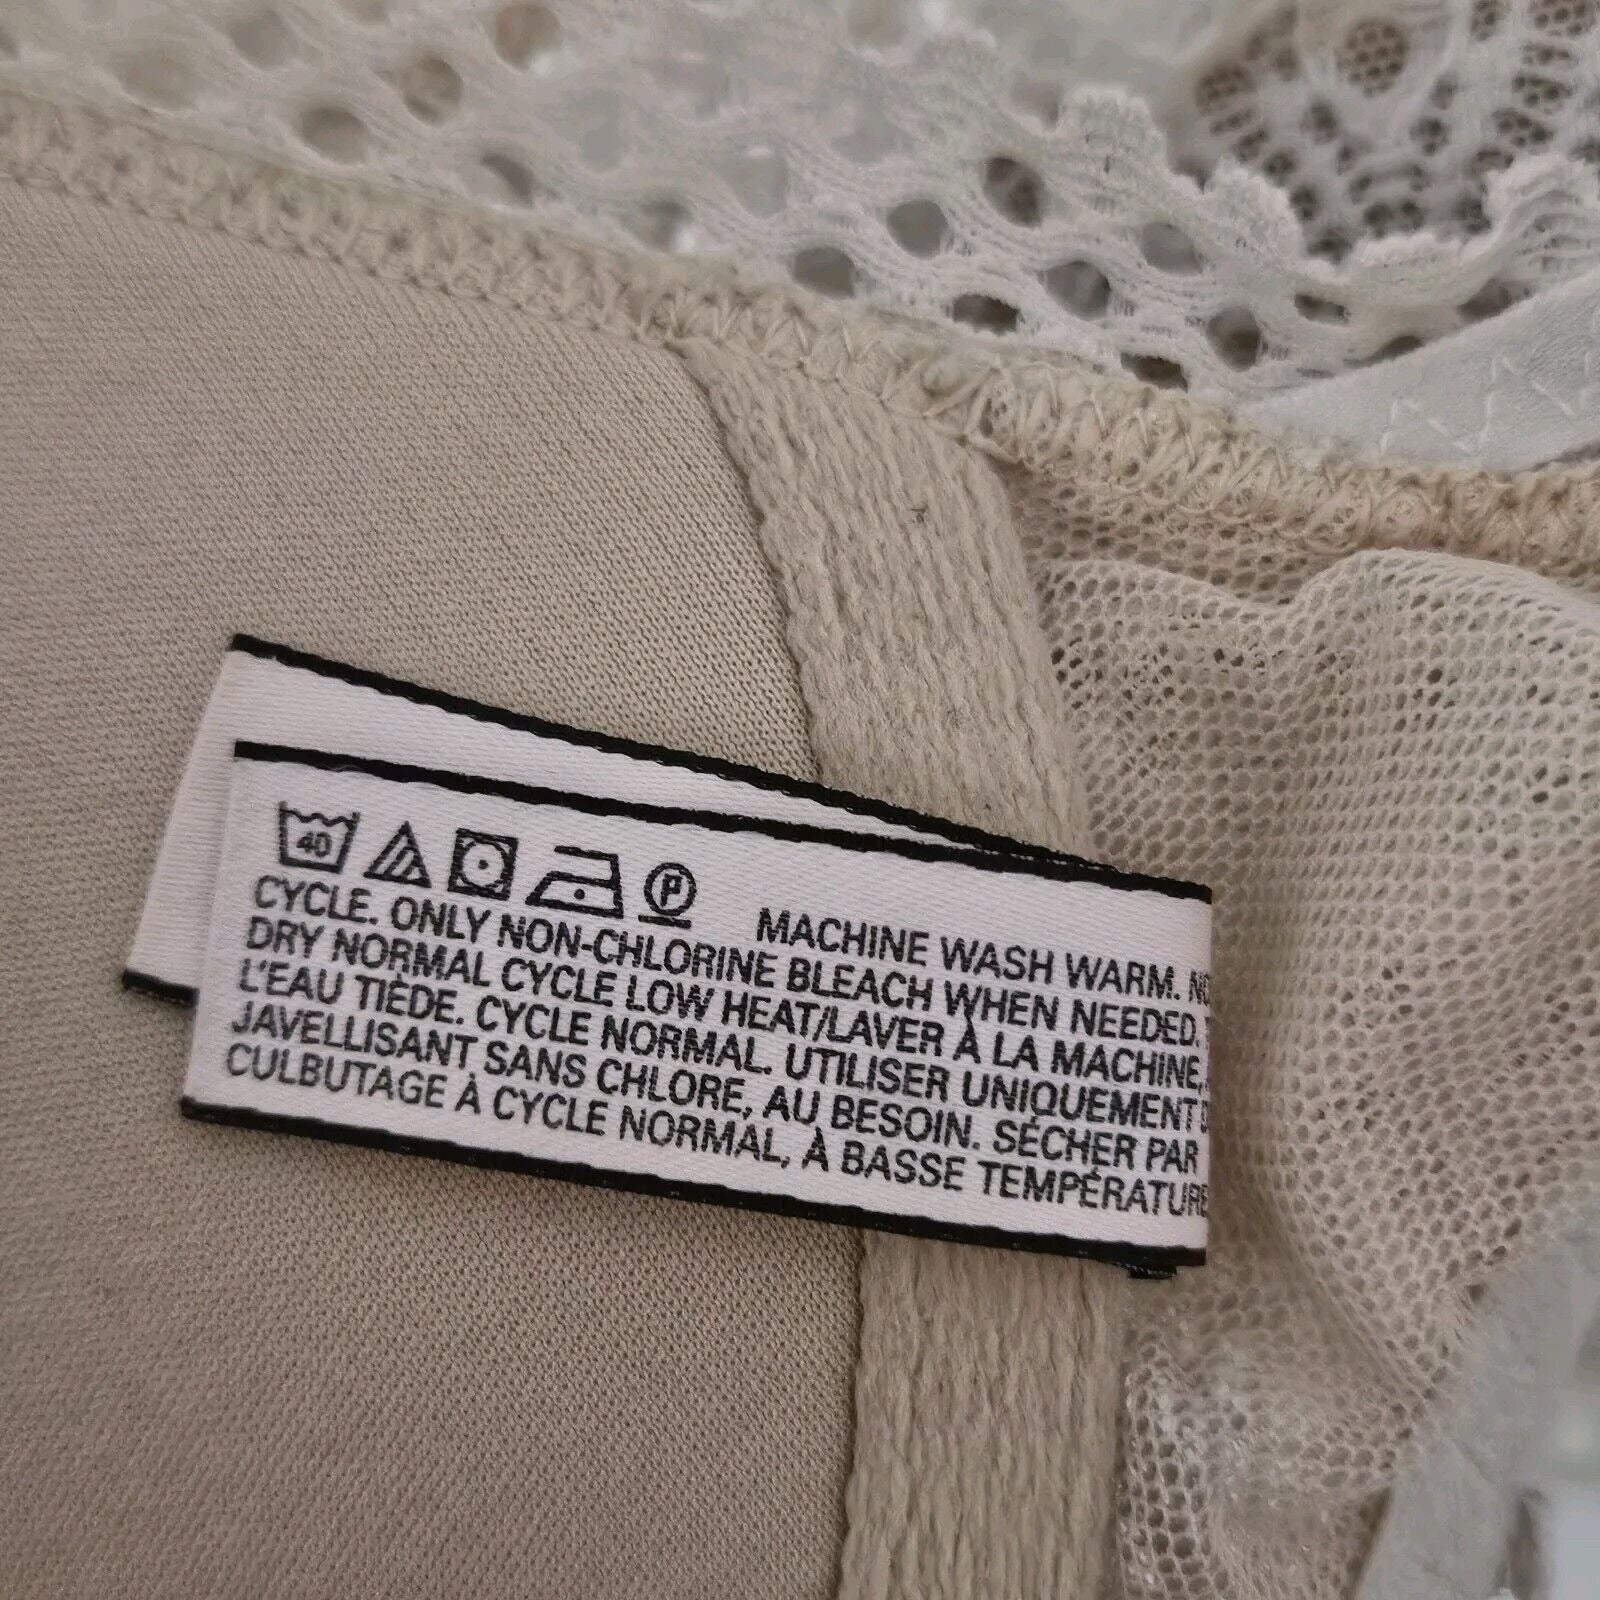 40 P MACHINE WASH WARM.
CYCLE. ONLY NON-CHLORINE BLEACH WHEN NEEDED.
DRY NORMAL CYCLE LOW HEAT/LAVER À LA MACHINE,
L'EAU TIÈDE. CYCLE NORMAL. UTILISER UNIQUEMENT
JAVELLISANT SANS CHLORE, AU BESOIN. SÉCHER PAR
CULBUTAGE À CYCLE NORMAL, À BASSE TEMPÉRATURE